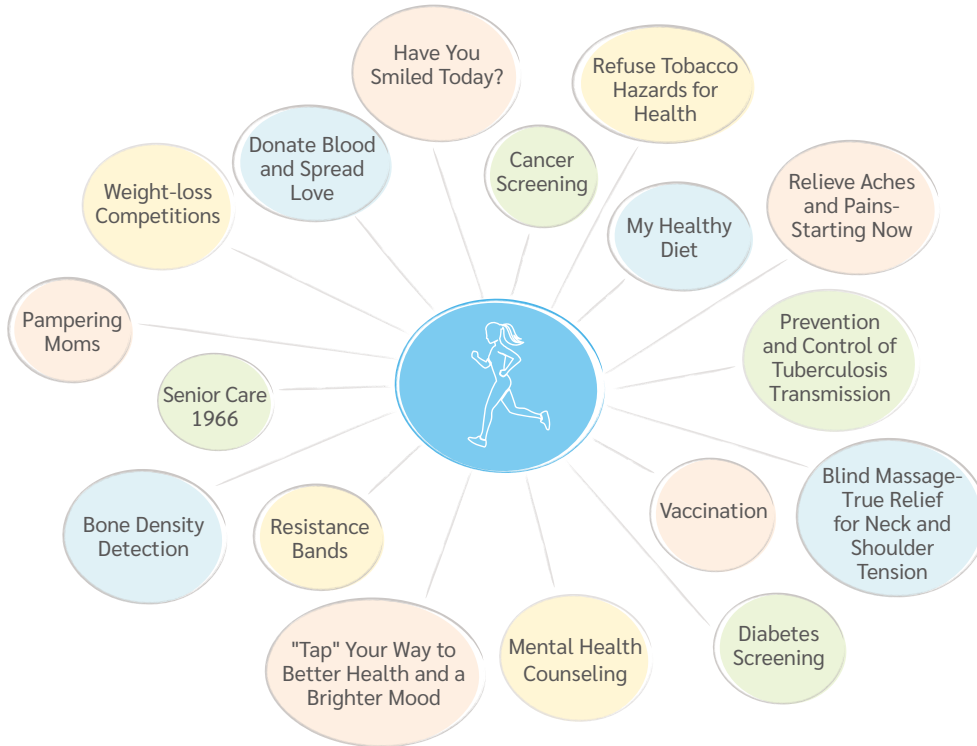 Have You
Smiled Today?
Refuse Tobacco
Hazards for
Health
Donate Blood
and Spread
Love
Cancer
Screening
Weight-loss
Competitions
Relieve Aches
and Pains-
Starting Now
My Healthy
Diet
Pampering
Moms
Prevention
and Control of
Tuberculosis
Transmission
Senior Care
1966
Bone Density
Detection
Resistance
Bands
Vaccination
Blind Massage-
True Relief
for Neck and
Shoulder
Tension
"Tap" Your Way to
Better Health and a
Brighter Mood
Mental Health
Counseling
Diabetes
Screening